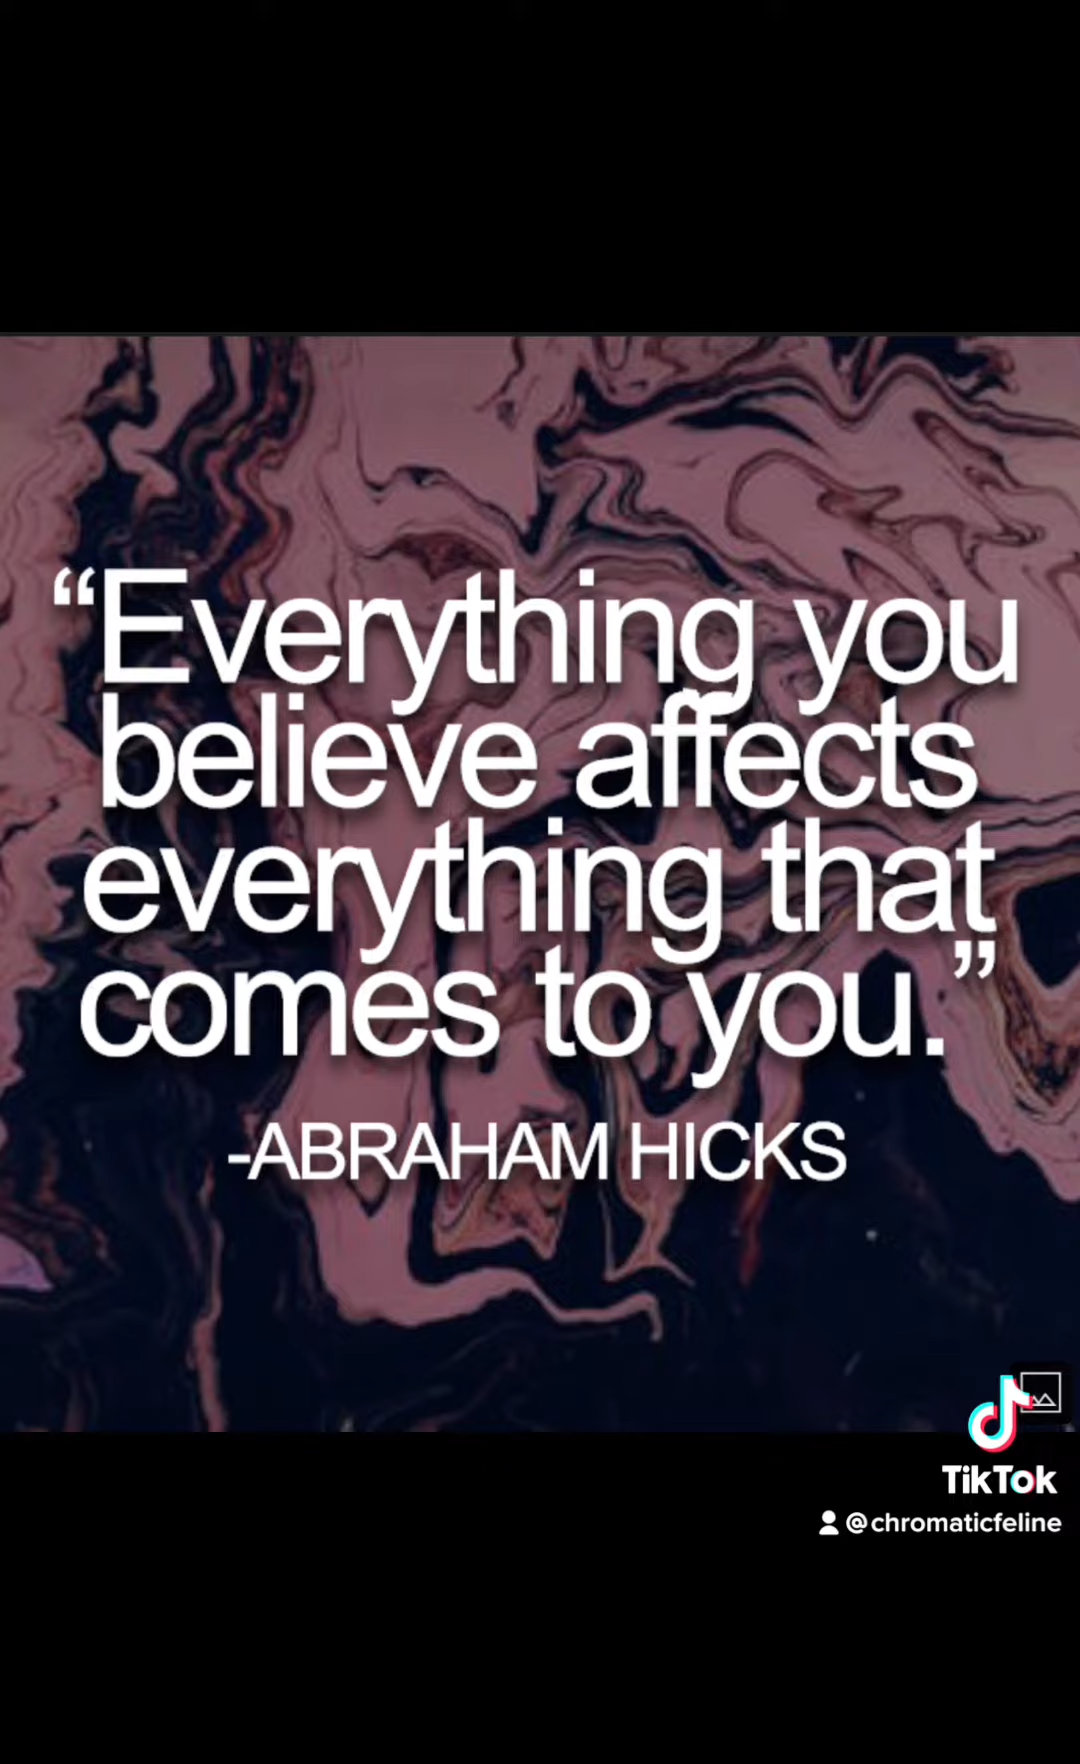 “Everything you
believe affects
everything that
comes to you.”
-ABRAHAM HICKS
TikTok
@chromaticfeline